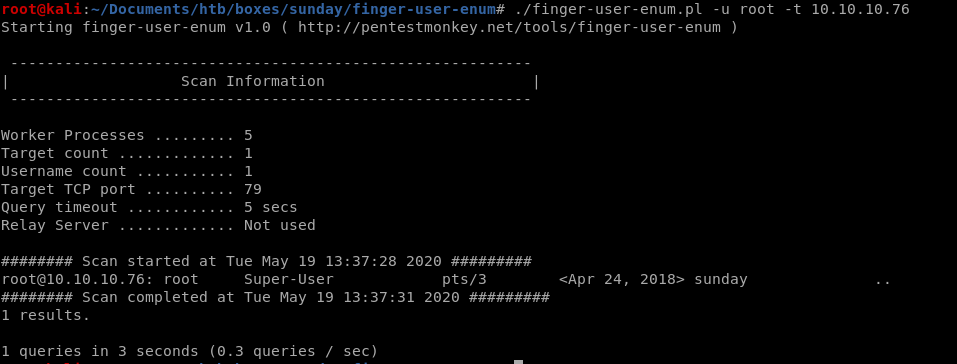 root@kali:~/Documents/htb/boxes/sunday/finger-user-enum# ./finger-user-enum.pl -u root -t 10.10.10.76
Starting finger-user-enum v1.0 ( http://pentestmonkey.net/tools/finger-user-enum )
 ----------------------------------------------------------
|                   Scan Information                       |
 ----------------------------------------------------------
Worker Processes ......... 5
Target count ............. 1
Username count ........... 1
Target TCP port .......... 79
Query timeout ............ 5 secs
Relay Server ............. Not used
######## Scan started at Tue May 19 13:37:28 2020 #########
root@10.10.10.76: root     Super-User            pts/3        <Apr 24, 2018> sunday              ..
######## Scan completed at Tue May 19 13:37:31 2020 #########
1 results.
1 queries in 3 seconds (0.3 queries / sec)